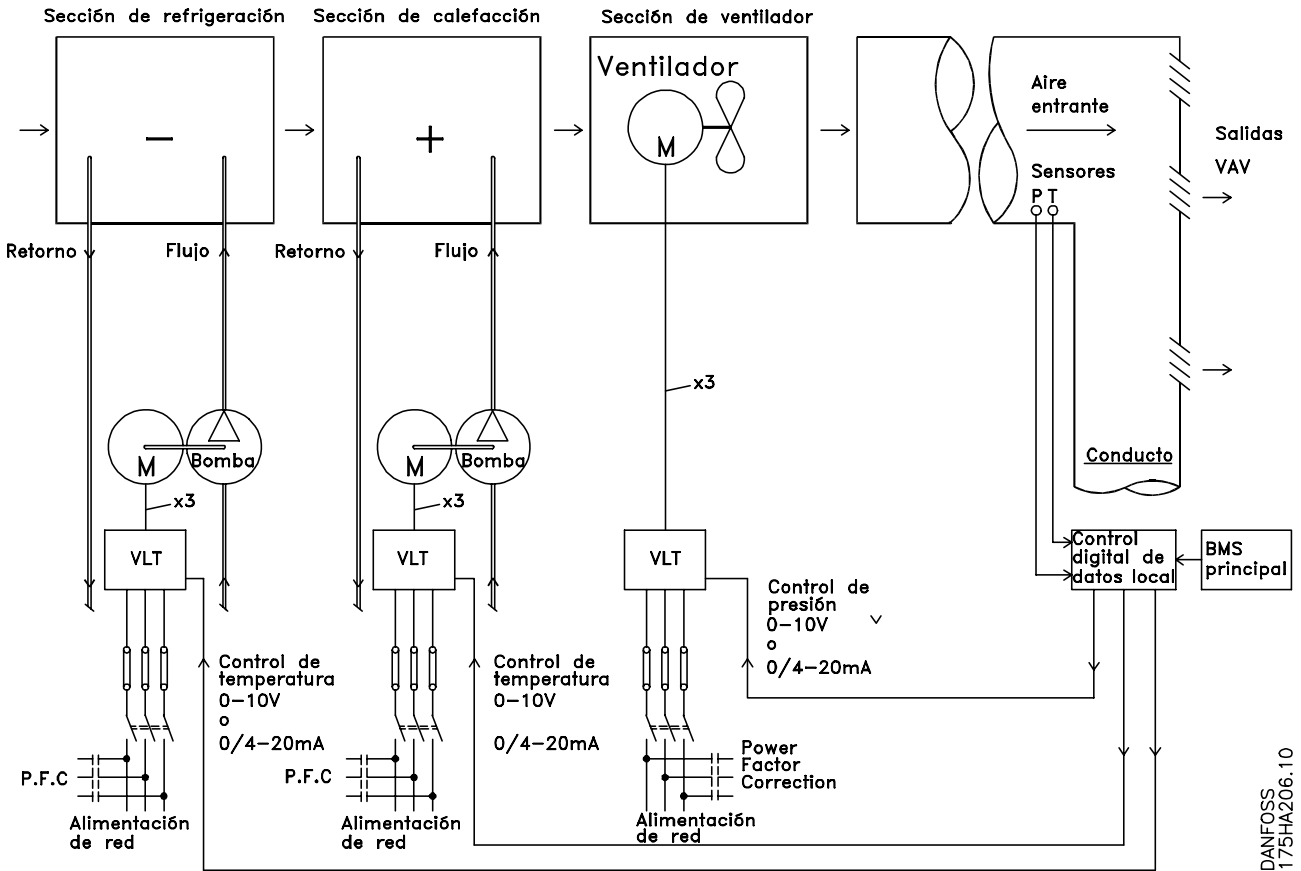 Sección de refrigeración
Sección de calefacción
Sección de ventilador
−
+
Ventilador
M
Aire
entrante
Sensores
P T
Salidas
VAV
Retorno
Flujo
Retorno
Flujo
x3
M
Bomba
x3
M
Bomba
x3
Conducto
VLT
VLT
VLT
Control
digital de
datos local
BMS
principal
Control de
presión
0−10V
o
0/4−20mA
Control de
temperatura
0−10V
o
0/4−20mA
Control de
temperatura
0−10V
0/4−20mA
P.F.C
P.F.C
Power
Factor
Correction
Alimentación
de red
Alimentación
de red
Alimentación
de red
DANFOSS
175HA206.10